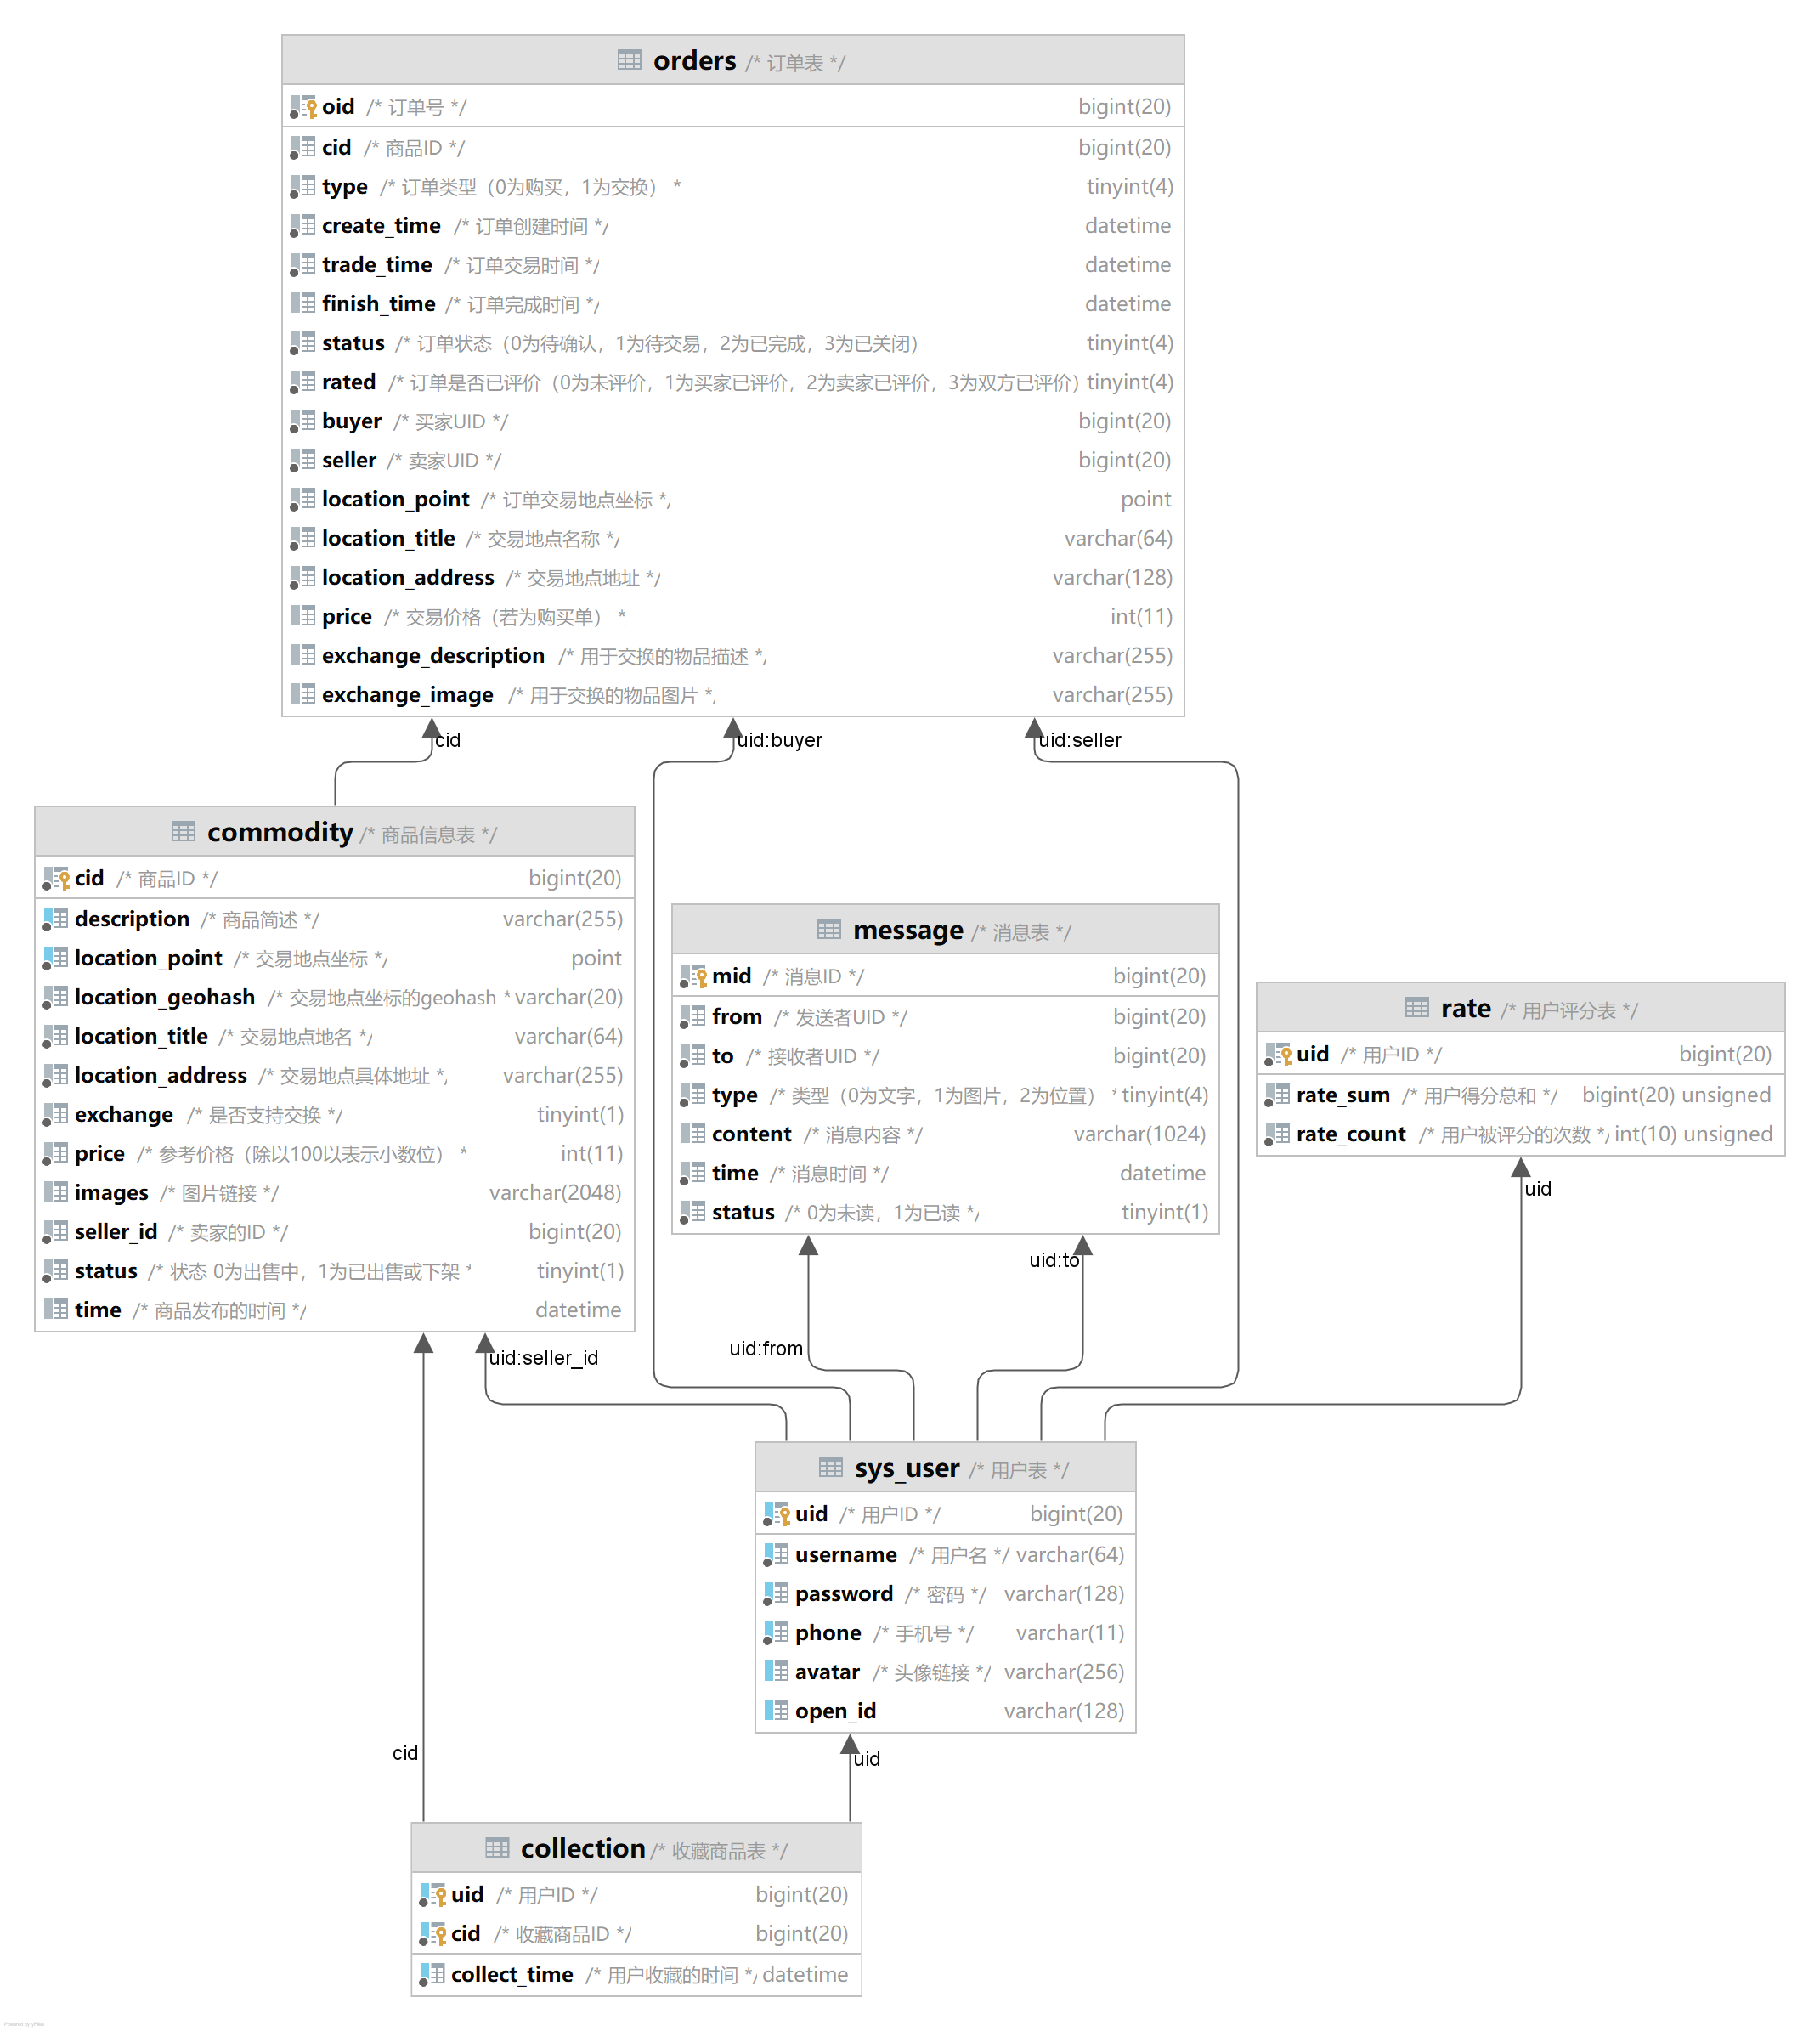 orders /* 订单表 */
oid /* 订单号 */ bigint(20)
cid /* 商品ID */ bigint(20)
type /* 订单类型（0为购买，1为交换） * tinyint(4)
create_time /* 订单创建时间 */ datetime
trade_time /* 订单交易时间 */ datetime
finish_time /* 订单完成时间 */ datetime
status /* 订单状态（0为待确认，1为待交易，2为已完成，3为已关闭） tinyint(4)
rated /* 订单是否已评价（0为未评价，1为买家已评价，2为卖家已评价，3为双方已评价） tinyint(4)
buyer /* 买家UID */ bigint(20)
seller /* 卖家UID */ bigint(20)
location_point /* 订单交易地点坐标 */ point
location_title /* 交易地点名称 */ varchar(64)
location_address /* 交易地点地址 */ varchar(128)
price /* 交易价格（若为购买单） * int(11)
exchange_description /* 用于交换的物品描述 */ varchar(255)
exchange_image /* 用于交换的物品图片 */ varchar(255)
cid
uid:buyer
uid:seller
commodity /* 商品信息表 */
cid /* 商品ID */ bigint(20)
description /* 商品简述 */ varchar(255)
location_point /* 交易地点坐标 */ point
location_geohash /* 交易地点坐标的geohash * varchar(20)
location_title /* 交易地点地名 */ varchar(64)
location_address /* 交易地点具体地址 */ varchar(255)
exchange /* 是否支持交换 */ tinyint(1)
price /* 参考价格（除以100以表示小数位） * int(11)
images /* 图片链接 */ varchar(2048)
seller_id /* 卖家的ID */ bigint(20)
status /* 状态 0为出售中，1为已出售或下架 * tinyint(1)
time /* 商品发布的时间 */ datetime
message /* 消息表 */
mid /* 消息ID */ bigint(20)
from /* 发送者UID */ bigint(20)
to /* 接收者UID */ bigint(20)
type /* 类型（0为文字，1为图片，2为位置） * tinyint(4)
content /* 消息内容 */ varchar(1024)
time /* 消息时间 */ datetime
status /* 0为未读，1为已读 */ tinyint(1)
rate /* 用户评分表 */
uid /* 用户ID */ bigint(20)
rate_sum /* 用户得分总和 */ bigint(20) unsigned
rate_count /* 用户被评分的次数 */ int(10) unsigned
uid
uid:to
uid:from
uid:seller_id
sys_user /* 用户表 */
uid /* 用户ID */ bigint(20)
username /* 用户名 */ varchar(64)
password /* 密码 */ varchar(128)
phone /* 手机号 */ varchar(11)
avatar /* 头像链接 */ varchar(256)
open_id varchar(128)
cid
uid
collection /* 收藏商品表 */
uid /* 用户ID */ bigint(20)
cid /* 收藏商品ID */ bigint(20)
collect_time /* 用户收藏的时间 */ datetime
Powered by yFiles